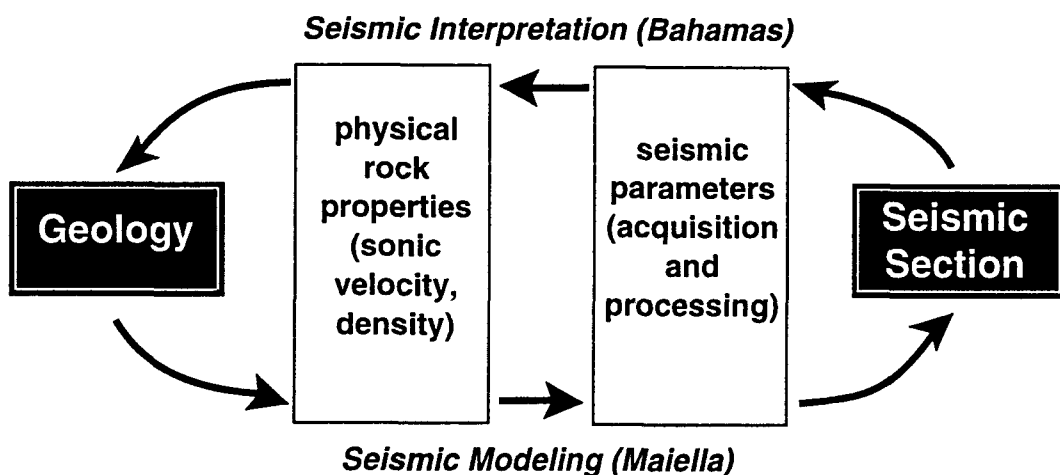 Seismic Interpretation (Bahamas)
Geology
physical
rock
properties
(sonic
velocity,
density)
seismic
parameters
(acquisition
and
processing)
Seismic
Section
Seismic Modeling (Maiella)